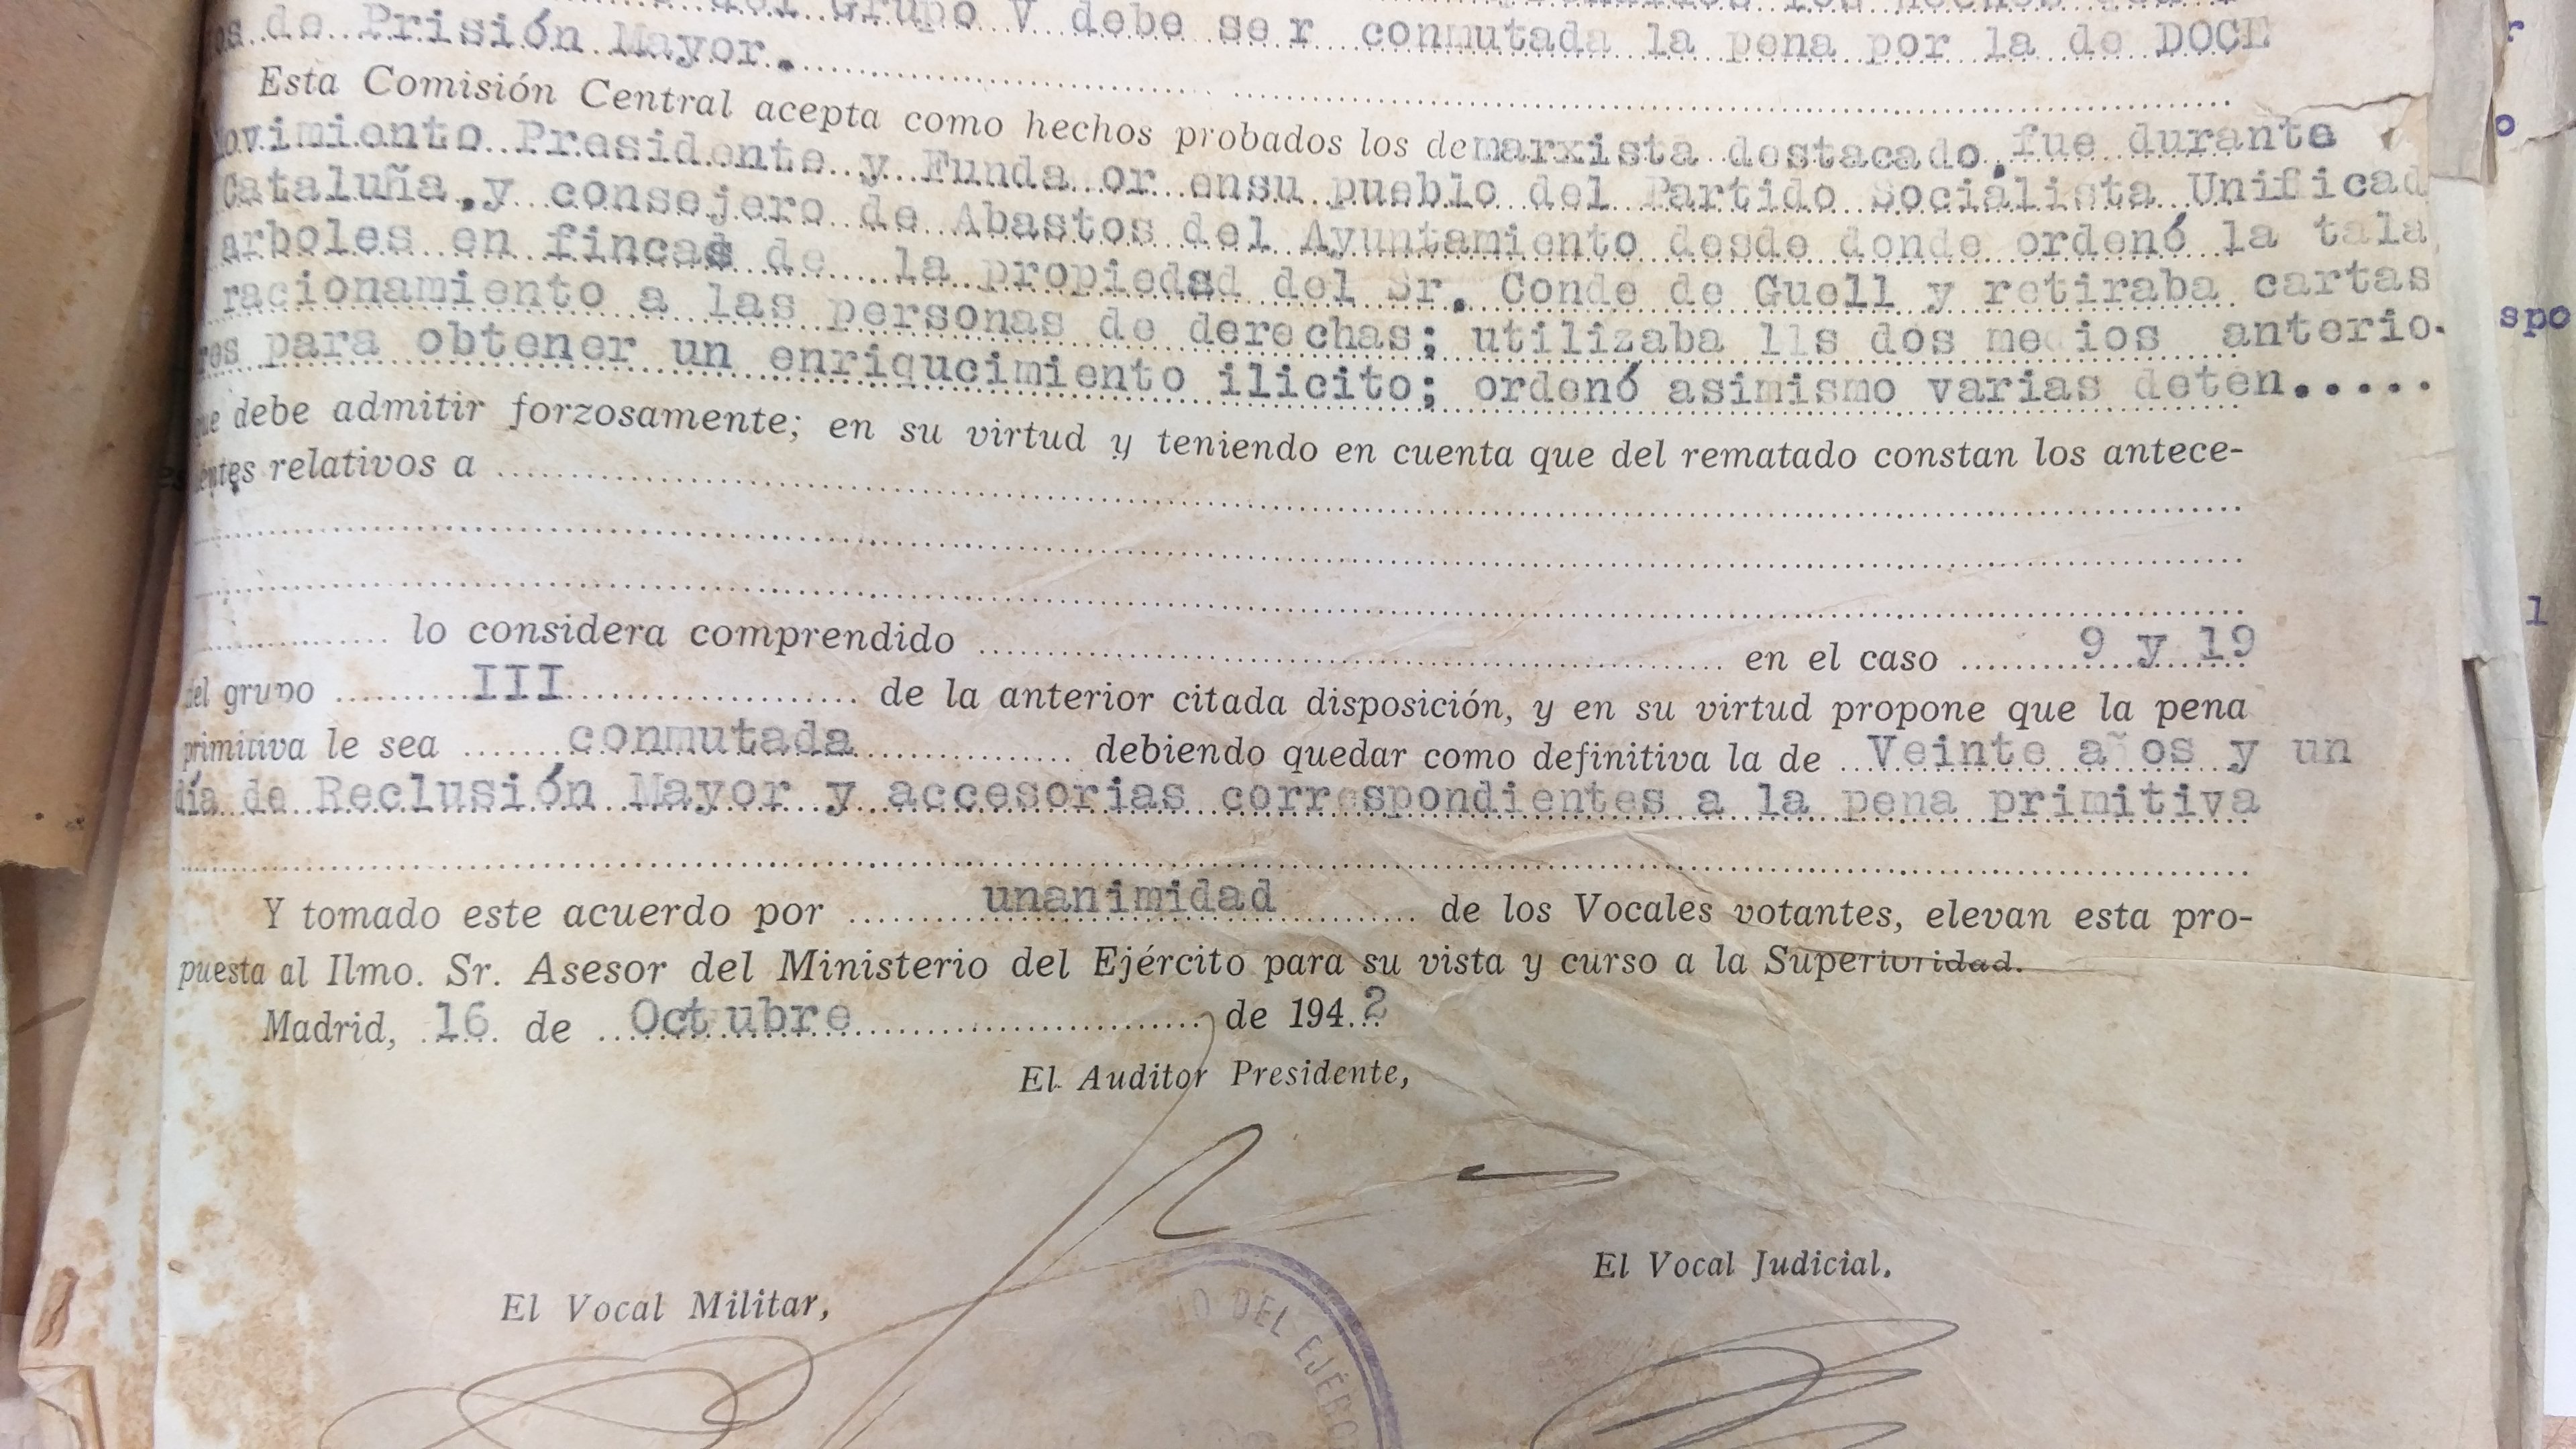 Grupo V debe ser conmutada la pena por la de DOCE
os de Prisión Mayor.
Esta Comisión Central acepta como hechos probados los de marxista destacado, fue durante
ovimiento Presidente y Funda or ensu pueblo del Partido Socialista Unificad
Cataluña, y consejero de Abastos del Ayuntamiento desde donde ordenó la tala
arboles en fincas de la propiedad del Sr. Conde de Guell y retiraba cartas
racionamiento a las personas de derechas; utilizaba lls dos medios anterio-
res para obtener un enriqucimiento ilicito; ordenó asimismo varias deten.....
que debe admitir forzosamente; en su virtud y teniendo en cuenta que del rematado constan los antece-
dentes relativos a
lo considera comprendido en el caso 9 y 19
del grupo III de la anterior citada disposición, y en su virtud propone que la pena
primitiva le sea conmutada debiendo quedar como definitiva la de Veinte años y un
día de Reclusión Mayor y accesorias correspondientes a la pena primitiva
Y tomado este acuerdo por unanimidad de los Vocales votantes, elevan esta pro-
puesta al Ilmo. Sr. Asesor del Ministerio del Ejército para su vista y curso a la Superioridad.
Madrid, 16 de Octubre de 1942
El Auditor Presidente,
El Vocal Judicial.
El Vocal Militar,
IO DEL EJÉRC